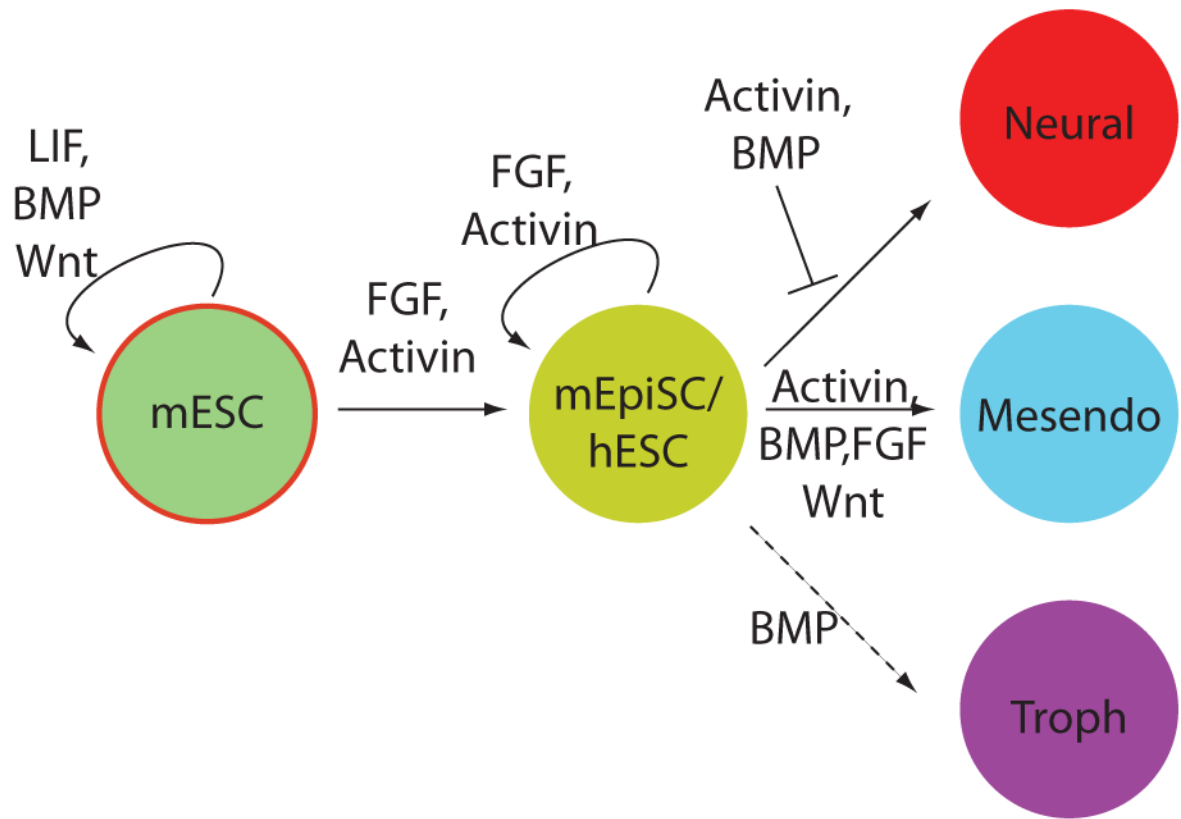 LIF,
BMP
Wnt
mESC
FGF,
Activin
FGF,
Activin
mEpiSC/
hESC
Activin,
BMP
Neural
Activin,
BMP,FGF
Wnt
Mesendo
BMP
Troph